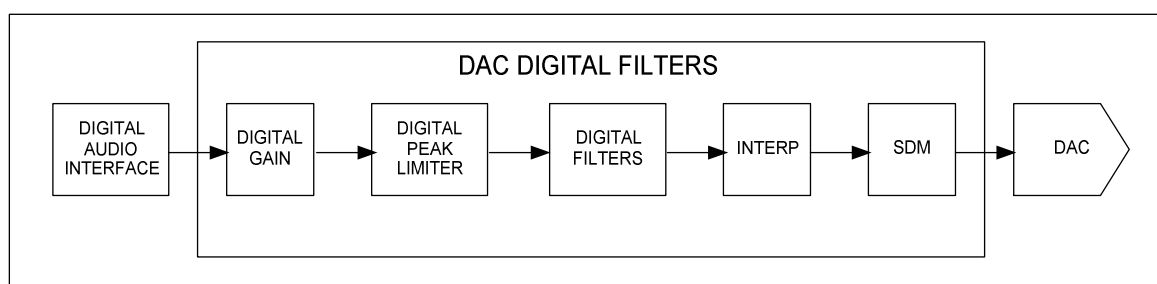 DAC DIGITAL FILTERS
DIGITAL
AUDIO
INTERFACE
DIGITAL
GAIN
DIGITAL
PEAK
LIMITER
DIGITAL
FILTERS
INTERP
SDM
DAC